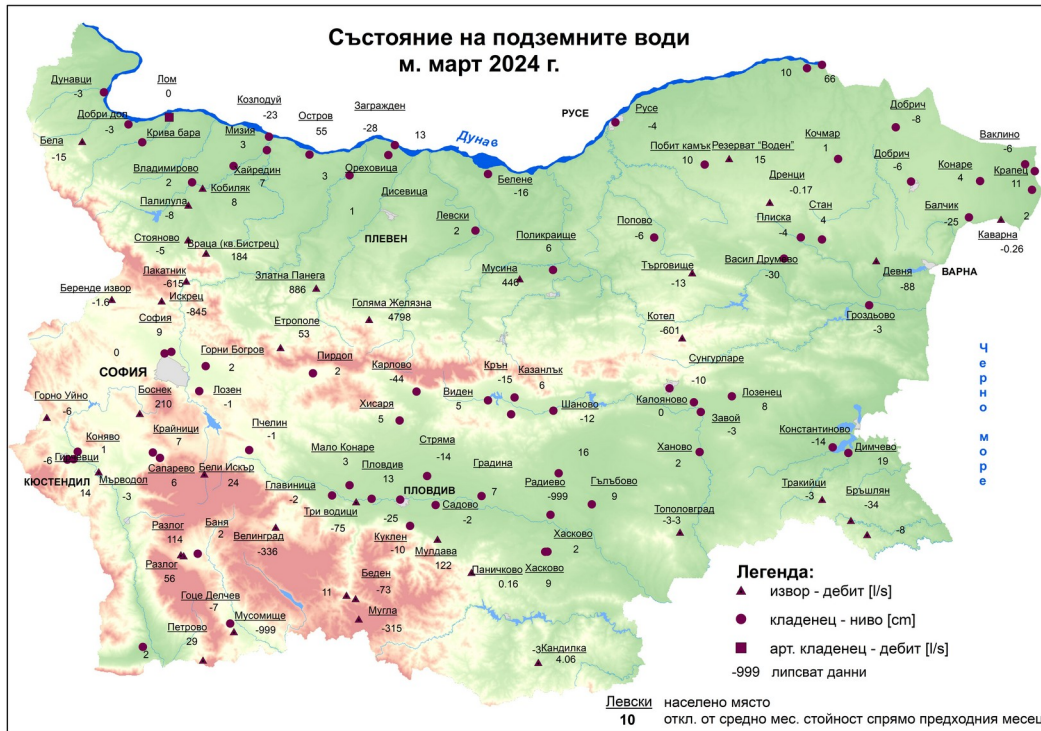 Състояние на подземните води
м. март 2024 г.
Дунавци
-3
Лом
0
Добри дол
-3
Крива бара
Бела
-15
Козлодуй
-23
Мизия
3
Остров
55
Загражден
-28
13
Дунав
РУСЕ
Русе
-4
10
66
Добрич
-8
Кочмар
1
Побит камък
10
Резерват "Воден"
15
Добрич
-6
Ваклино
-6
Конаре
4
Крапец
11
2
Балчик
-25
Каварна
-0.26
Владимирово
2
Хайредин
7
Кобиляк
8
Палилула
-8
Ореховица
3
Дисевица
1
Белене
-16
Дренци
-0.17
Стан
4
Плиска
-4
Стояново
-5
Враца (кв.Бистрец)
184
ПЛЕВЕН
Левски
2
Поликраище
6
Попово
-6
Васил Друмево
-30
Търговище
-13
Девня
-88
ВАРНА
Лакатник
-615
Златна Панега
886
Мусина
446
Беренде извор
-1.6
Искрец
-845
Голяма Желязна
4798
Гроздьово
-3
София
9
Етрополе
53
Котел
-601
0
СОФИЯ
Горни Богров
2
Пирдоп
2
Карлово
-44
Крън
-15
Казанлък
6
Сунгурларе
-10
Черно море
Горно Уйно
-6
Боснек
210
Лозен
-1
Хисаря
5
Виден
5
Шаново
-12
Калояново
0
Лозенец
8
Завой
-3
Крайници
7
Пчелин
-1
Коняво
1
-6
КЮСТЕНДИЛ
14
Мърводол
-3
Сапарево
6
Бели Искър
24
Мало Конаре
3
Стряма
-14
Пловдив
13
Градина
7
16
Ханово
2
Константиново
-14
Димчево
19
Главиница
-2
ПЛОВДИВ
Радиево
-999
Гълъбово
9
Тракийци
-3
Бръшлян
-34
-8
Три водици
-75
-25
Садово
-2
Тополовград
-3-3
Разлог
114
Баня
2
Велинград
-336
Куклен
-10
Мулдава
122
Хасково
2
Разлог
56
Беден
-73
Паничково
0.16
Хасково
9
Гоце Делчев
-7
11
Мугла
-315
Мусомище
-999
Петрово
29
2
Кандилка
-3
4.06
Легенда:
извор - дебит [l/s]
кладенец - ниво [cm]
арт. кладенец - дебит [l/s]
-999 липсват данни
Левски населено място
10 откл. от средно мес. стойност спрямо предходния месец